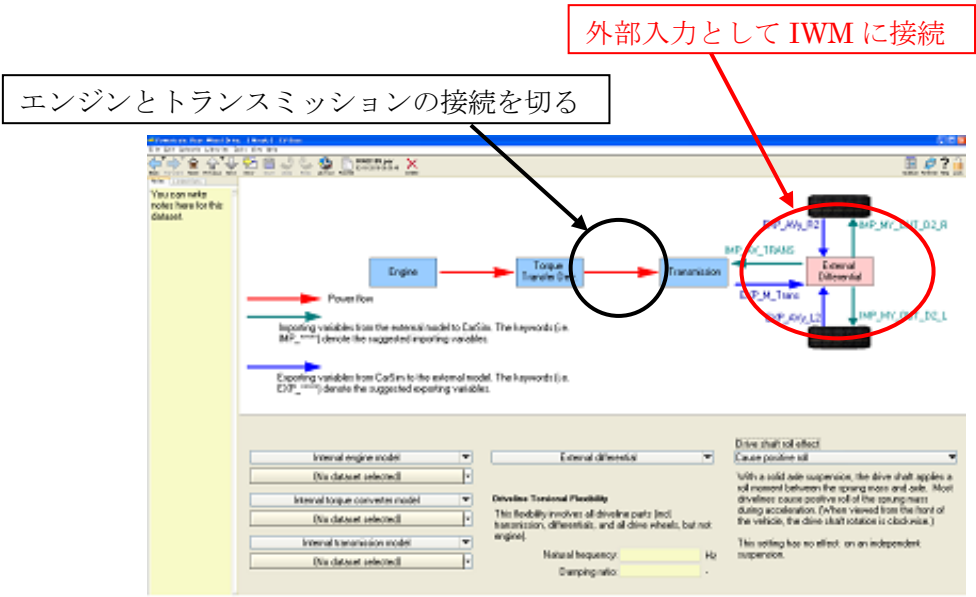 外部入力として IWM に接続
エンジンとトランスミッションの接続を切る
You can write
notes here for this
dataset.
EXP_AVy_R2
IMP_MY_OUT_D2_R
IMP_AV_TRANS
Engine
Torque
Transfer
Transmission
External
Differential
EXP_M_Trans
Power flow
EXP_AVy_L2
IMP_MY_OUT_D2_L
Importing variables from the external model to CarSim. The keywords (i.e.
IMP_****) denote the suggested importing variables.
Exporting variables from CarSim to the external model. The keywords (i.e.
EXP_****) denote the suggested exporting variables.
Drive shaft roll effect
Internal engine model
External differential
Cause positive roll
(No dataset selected)
Internal torque converter model
(No dataset selected)
Internal transmission model
(No dataset selected)
Driveline Torsional Flexibility
This flexibility involves all driveline parts (incl.
transmission, differentials, and all drive wheels, but not
engine).
Natural frequency:
Hz
Damping ratio:
-
With a solid axle suspension, the drive shaft applies a
roll moment between the sprung mass and axle. Most
drivelines cause positive roll of the sprung mass
during acceleration. (When viewed from the front of
the vehicle, the drive shaft rotation is clockwise.)
This setting has no effect on an independent
suspension.